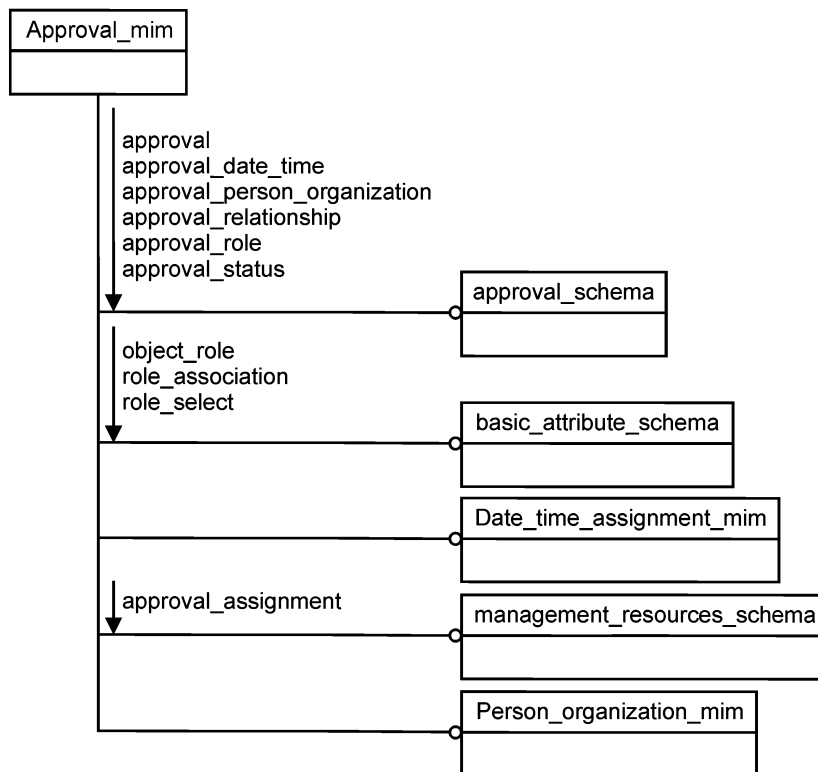 Approval_mim
approval
approval_date_time
approval_person_organization
approval_relationship
approval_role
approval_status
approval_schema
object_role
role_association
role_select
basic_attribute_schema
Date_time_assignment_mim
approval_assignment
management_resources_schema
Person_organization_mim